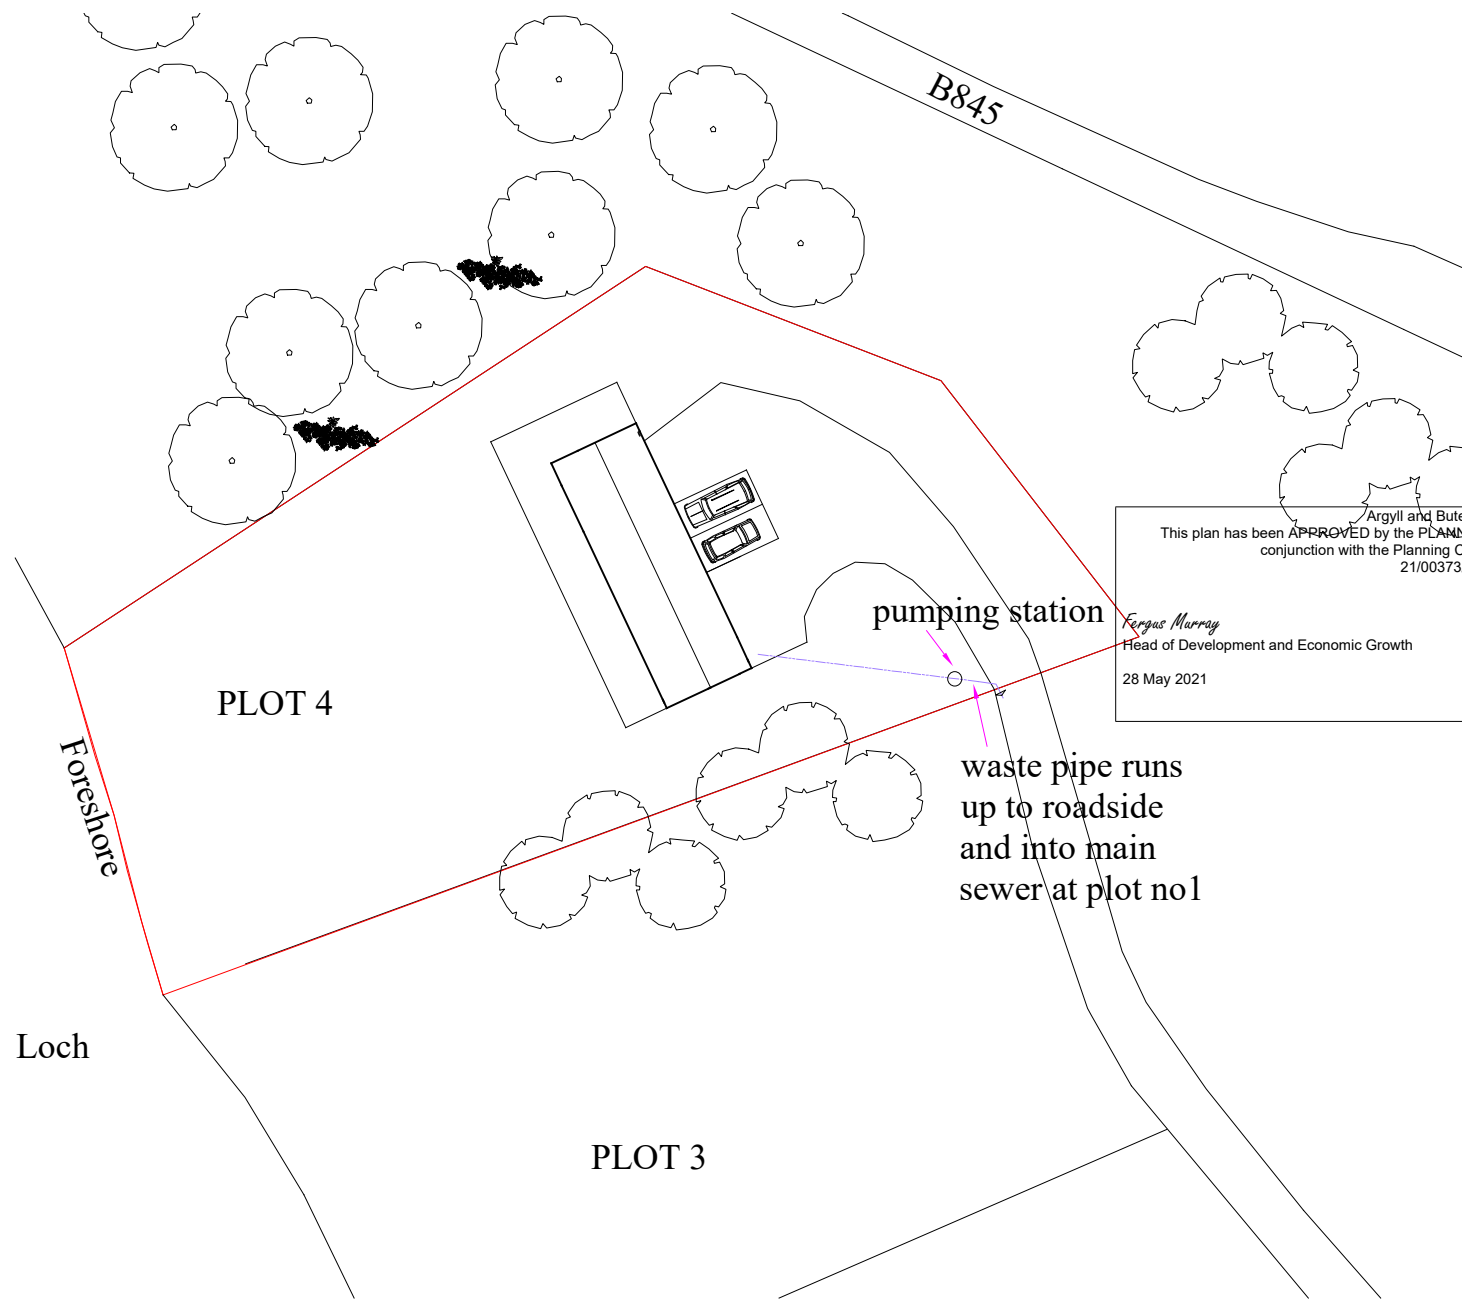 B845
Argyll and Bute
This plan has been APPROVED by the PLANN
conjunction with the Planning C
21/00373
Fergus Murray
Head of Development and Economic Growth
28 May 2021
pumping station
PLOT 4
waste pipe runs
up to roadside
and into main
sewer at plot no1
Foreshore
Loch
PLOT 3